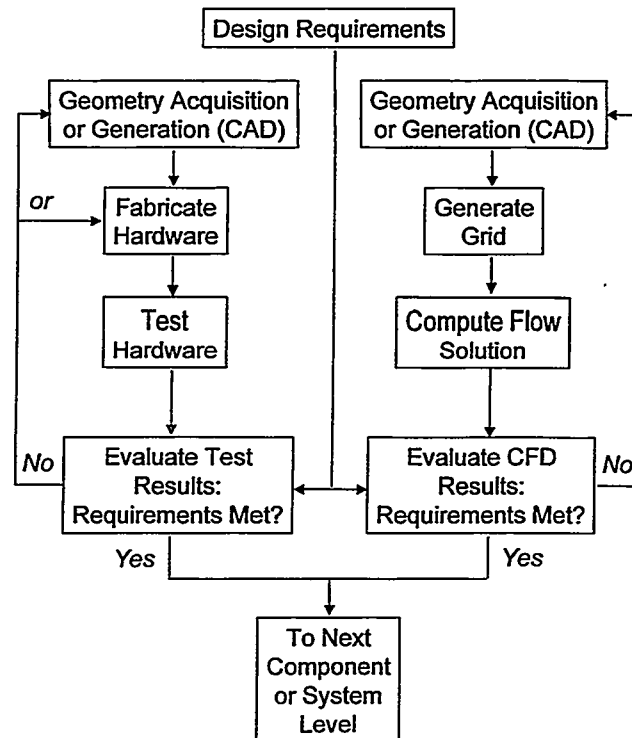 Design Requirements
Geometry Acquisition
or Generation (CAD)
Geometry Acquisition
or Generation (CAD)
or
Fabricate
Hardware
Generate
Grid
Test
Hardware
Compute Flow
Solution
No
Evaluate Test
Results:
Requirements Met?
Evaluate CFD
Results:
Requirements Met?
No
Yes
Yes
To Next
Component
or System
Level